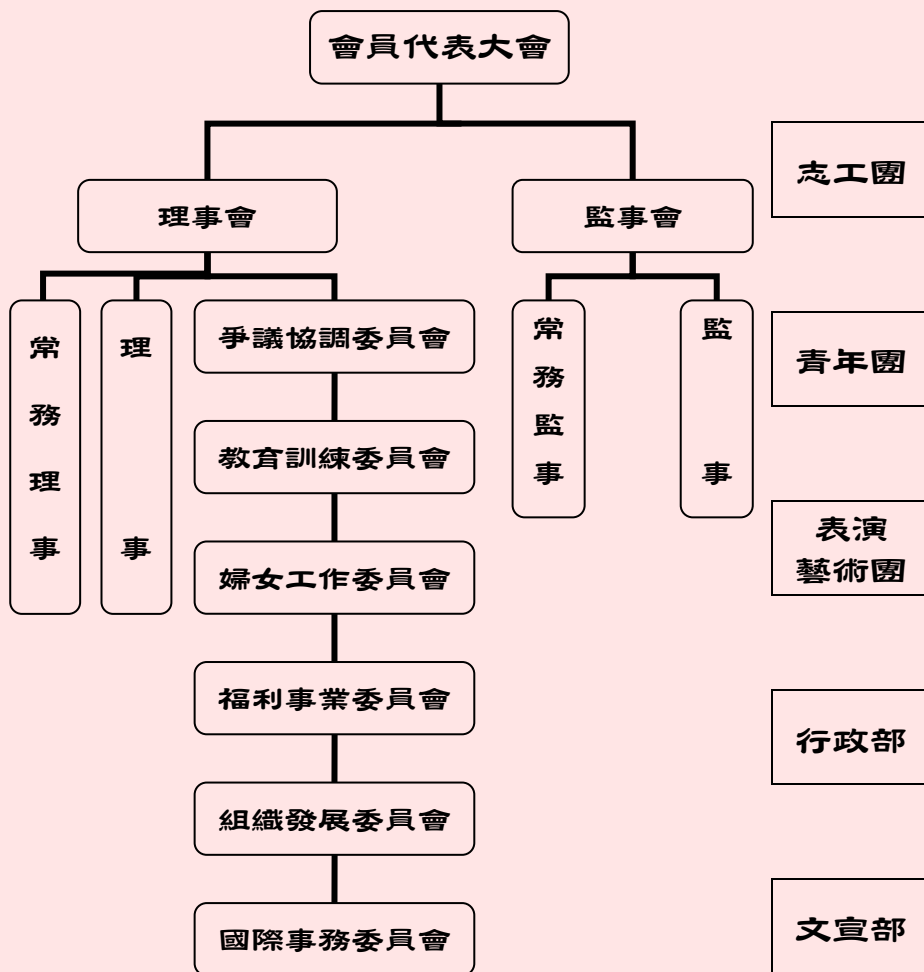 會員代表大會
理事會
監事會
常務理事
理事
爭議協調委員會
教育訓練委員會
婦女工作委員會
福利事業委員會
組織發展委員會
國際事務委員會
常務監事
監事
志工團
青年團
表演
藝術團
行政部
文宣部